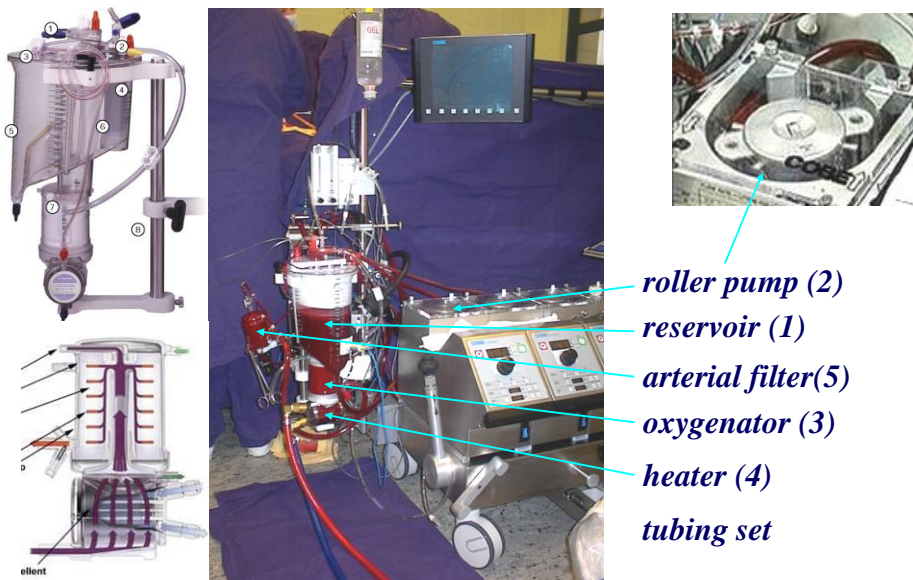 1
2
3
4
5
6
7
8
GEL
COBE
COBE
roller pump (2)
reservoir (1)
arterial filter(5)
oxygenator (3)
heater (4)
tubing set
ellent